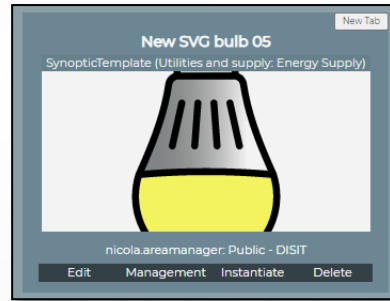 New Tab
New SVG bulb 05
SynopticTemplate (Utilities and supply: Energy Supply)
nicola.areamanager: Public - DISIT
Edit Management Instantiate Delete